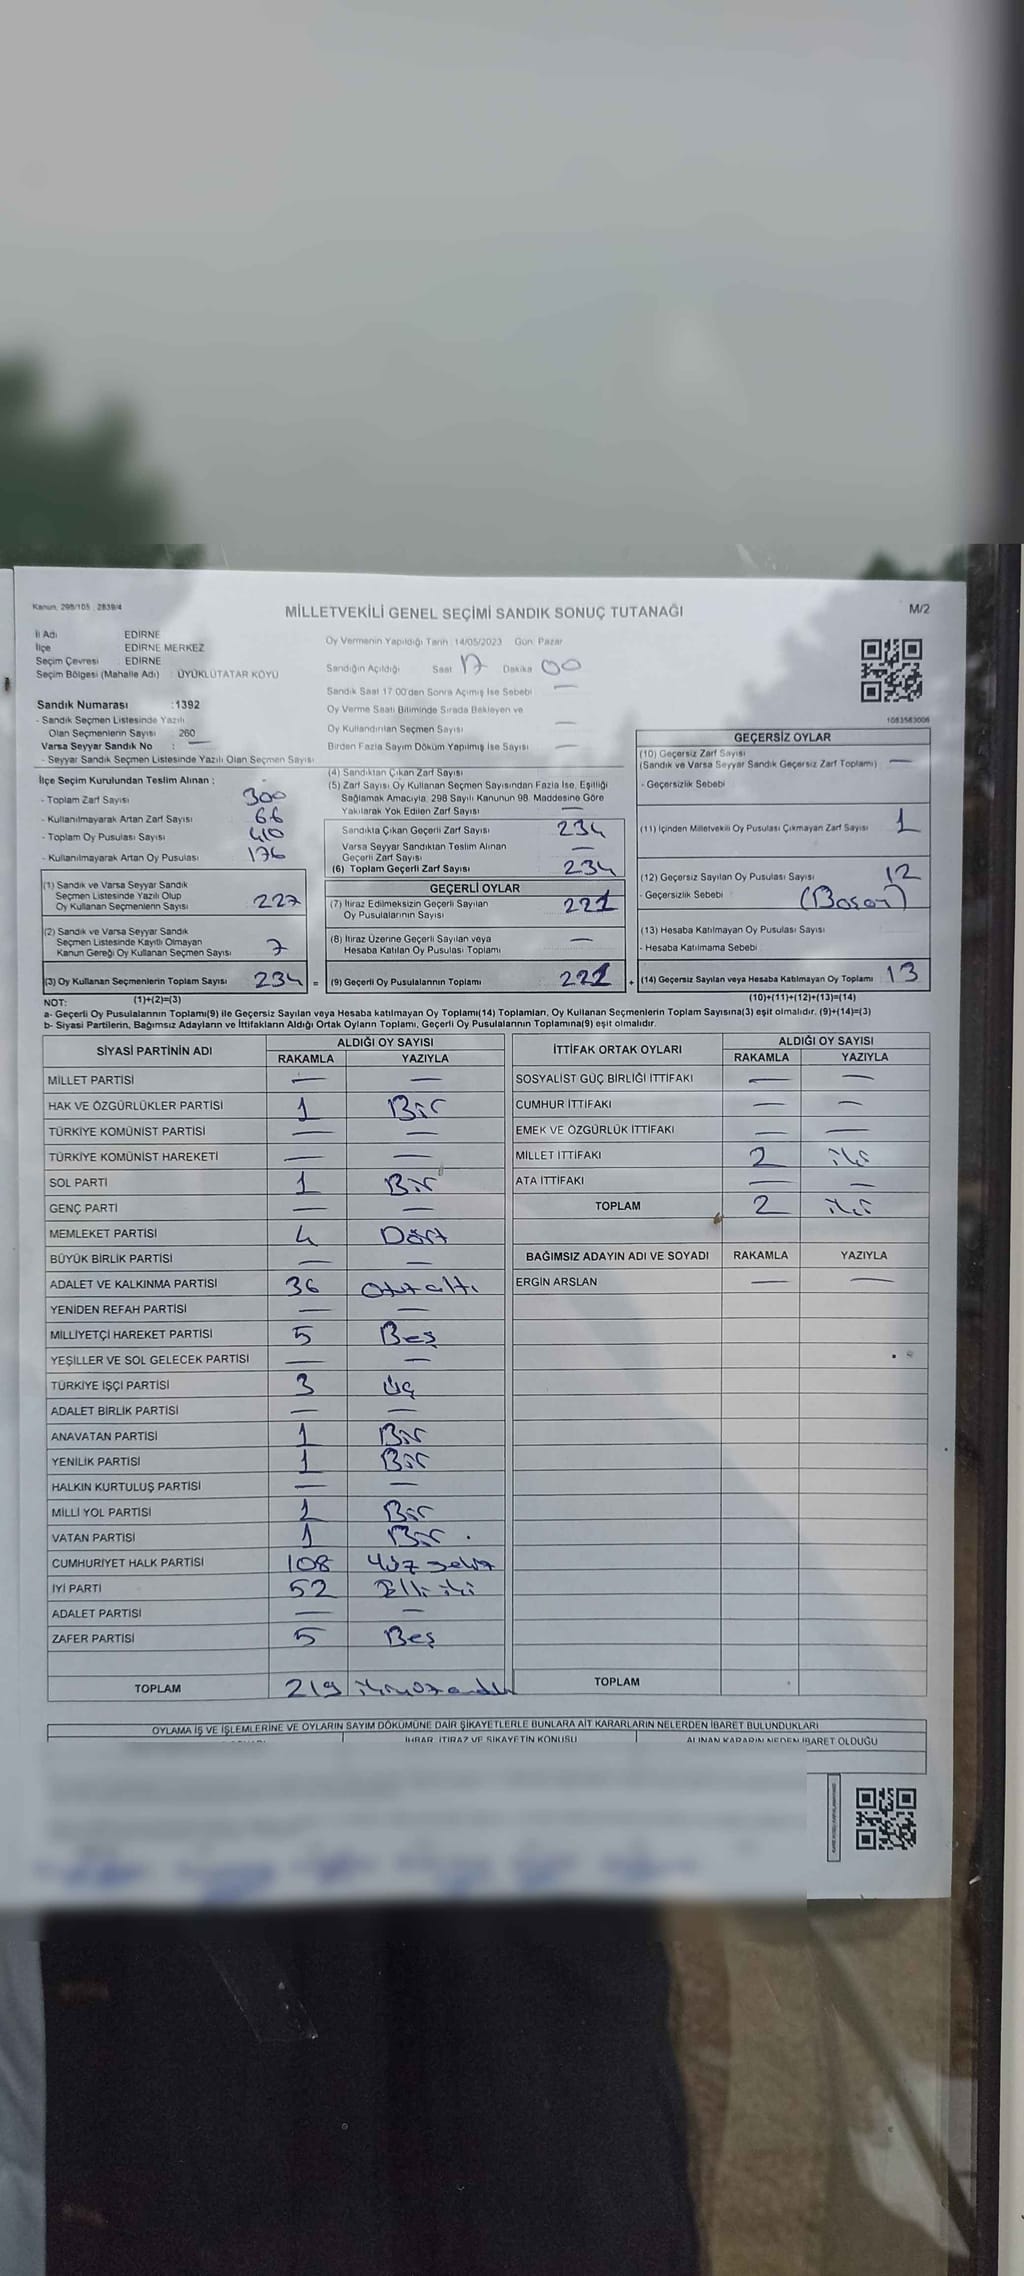 Kanun: 298/105 , 2839/4
MİLLETVEKİLİ GENEL SEÇİMİ SANDIK SONUÇ TUTANAĞI
M/2
İl Adı EDİRNE
İlçe EDİRNE MERKEZ
Seçim Çevresi EDİRNE
Seçim Bölgesi (Mahalle Adı) : ÜYÜKLÜTATAR KÖYÜ
Sandık Numarası :1392
- Sandık Seçmen Listesinde Yazılı
Olan Seçmenlerin Sayısı 260
Varsa Seyyar Sandık No : —
- Seyyar Sandık Seçmen Listesinde Yazılı Olan Seçmen Sayısı
Oy Vermenin Yapıldığı Tarih : 14/05/2023 Gün: Pazar
Sandığın Açıldığı Saat 17 Dakika 00
Sandık Saat 17:00'den Sonra Açılmış İse Sebebi —
Oy Verme Saati Bitiminde Sırada Bekleyen ve
Oy Kullandırılan Seçmen Sayısı —
Birden Fazla Sayım Döküm Yapılmış İse Sayısı —
1083583006
İlçe Seçim Kurulundan Teslim Alınan :
- Toplam Zarf Sayısı 300
- Kullanılmayarak Artan Zarf Sayısı 66
- Toplam Oy Pusulası Sayısı 410
- Kullanılmayarak Artan Oy Pusulası 176
(1) Sandık ve Varsa Seyyar Sandık
Seçmen Listesinde Yazılı Olup
Oy Kullanan Seçmenlerin Sayısı 227
(2) Sandık ve Varsa Seyyar Sandık
Seçmen Listesinde Kayıtlı Olmayan
Kanun Gereği Oy Kullanan Seçmen Sayısı 7
(3) Oy Kullanan Seçmenlerin Toplam Sayısı 234 =
(4) Sandıktan Çıkan Zarf Sayısı
(5) Zarf Sayısı Oy Kullanan Seçmen Sayısından Fazla İse, Eşitliği
Sağlamak Amacıyla, 298 Sayılı Kanunun 98. Maddesine Göre
Yakılarak Yok Edilen Zarf Sayısı —
Sandıkta Çıkan Geçerli Zarf Sayısı 234
Varsa Seyyar Sandıktan Teslim Alınan
Geçerli Zarf Sayısı —
(6) Toplam Geçerli Zarf Sayısı 234
GEÇERLİ OYLAR
(7) İtiraz Edilmeksizin Geçerli Sayılan
Oy Pusulalarının Sayısı 221
(8) İtiraz Üzerine Geçerli Sayılan veya
Hesaba Katılan Oy Pusulası Toplamı —
(9) Geçerli Oy Pusulalarının Toplamı 221 +
GEÇERSİZ OYLAR
(10) Geçersiz Zarf Sayısı
(Sandık ve Varsa Seyyar Sandık Geçersiz Zarf Toplamı) —
- Geçersizlik Sebebi
(11) İçinden Milletvekili Oy Pusulası Çıkmayan Zarf Sayısı 1
(12) Geçersiz Sayılan Oy Pusulası Sayısı 12
- Geçersizlik Sebebi
(13) Hesaba Katılmayan Oy Pusulası Sayısı
- Hesaba Katılmama Sebebi
(14) Geçersiz Sayılan veya Hesaba Katılmayan Oy Toplamı 13
NOT: (1)+(2)=(3) (10)+(11)+(12)+(13)=(14)
a- Geçerli Oy Pusulalarının Toplamı(9) ile Geçersiz Sayılan veya Hesaba katılmayan Oy Toplamı(14) Toplamları, Oy Kullanan Seçmenlerin Toplam Sayısına(3) eşit olmalıdır. (9)+(14)=(3)
b- Siyasi Partilerin, Bağımsız Adayların ve İttifakların Aldığı Ortak Oyların Toplamı, Geçerli Oy Pusulalarının Toplamına(9) eşit olmalıdır.
SİYASİ PARTİNİN ADI ALDIĞI OY SAYISI
RAKAMLA YAZIYLA
MİLLET PARTİSİ — —
HAK VE ÖZGÜRLÜKLER PARTİSİ 1 Bir
TÜRKİYE KOMÜNİST PARTİSİ — —
TÜRKİYE KOMÜNİST HAREKETİ — —
SOL PARTİ 1 Bir
GENÇ PARTİ — —
MEMLEKET PARTİSİ 4 Dört
BÜYÜK BİRLİK PARTİSİ — —
ADALET VE KALKINMA PARTİSİ 36 Otuzaltı
YENİDEN REFAH PARTİSİ — —
MİLLİYETÇİ HAREKET PARTİSİ 5 Beş
YEŞİLLER VE SOL GELECEK PARTİSİ — —
TÜRKİYE İŞÇİ PARTİSİ 3 Üç
ADALET BİRLİK PARTİSİ — —
ANAVATAN PARTİSİ 1 Bir
YENİLİK PARTİSİ 1 Bir
HALKIN KURTULUŞ PARTİSİ — —
MİLLİ YOL PARTİSİ 1 Bir
VATAN PARTİSİ 1 Bir
CUMHURİYET HALK PARTİSİ 108 Yüz sekiz
İYİ PARTİ 52 Elli iki
ADALET PARTİSİ — —
ZAFER PARTİSİ 5 Beş
TOPLAM 219
İTTİFAK ORTAK OYLARI ALDIĞI OY SAYISI
RAKAMLA YAZIYLA
SOSYALİST GÜÇ BİRLİĞİ İTTİFAKI — —
CUMHUR İTTİFAKI — —
EMEK VE ÖZGÜRLÜK İTTİFAKI — —
MİLLET İTTİFAKI 2 iki
ATA İTTİFAKI — —
TOPLAM 2 iki
BAĞIMSIZ ADAYIN ADI VE SOYADI RAKAMLA YAZIYLA
ERGİN ARSLAN — —
TOPLAM
OYLAMA İŞ VE İŞLEMLERİNE VE OYLARIN SAYIM DÖKÜMÜNE DAİR ŞİKAYETLERLE BUNLARA AİT KARARLARIN NELERDEN İBARET BULUNDUKLARI
İHBAR, İTİRAZ VE ŞİKAYETİN KONUSU ALINAN KARARIN NEDEN İBARET OLDUĞU